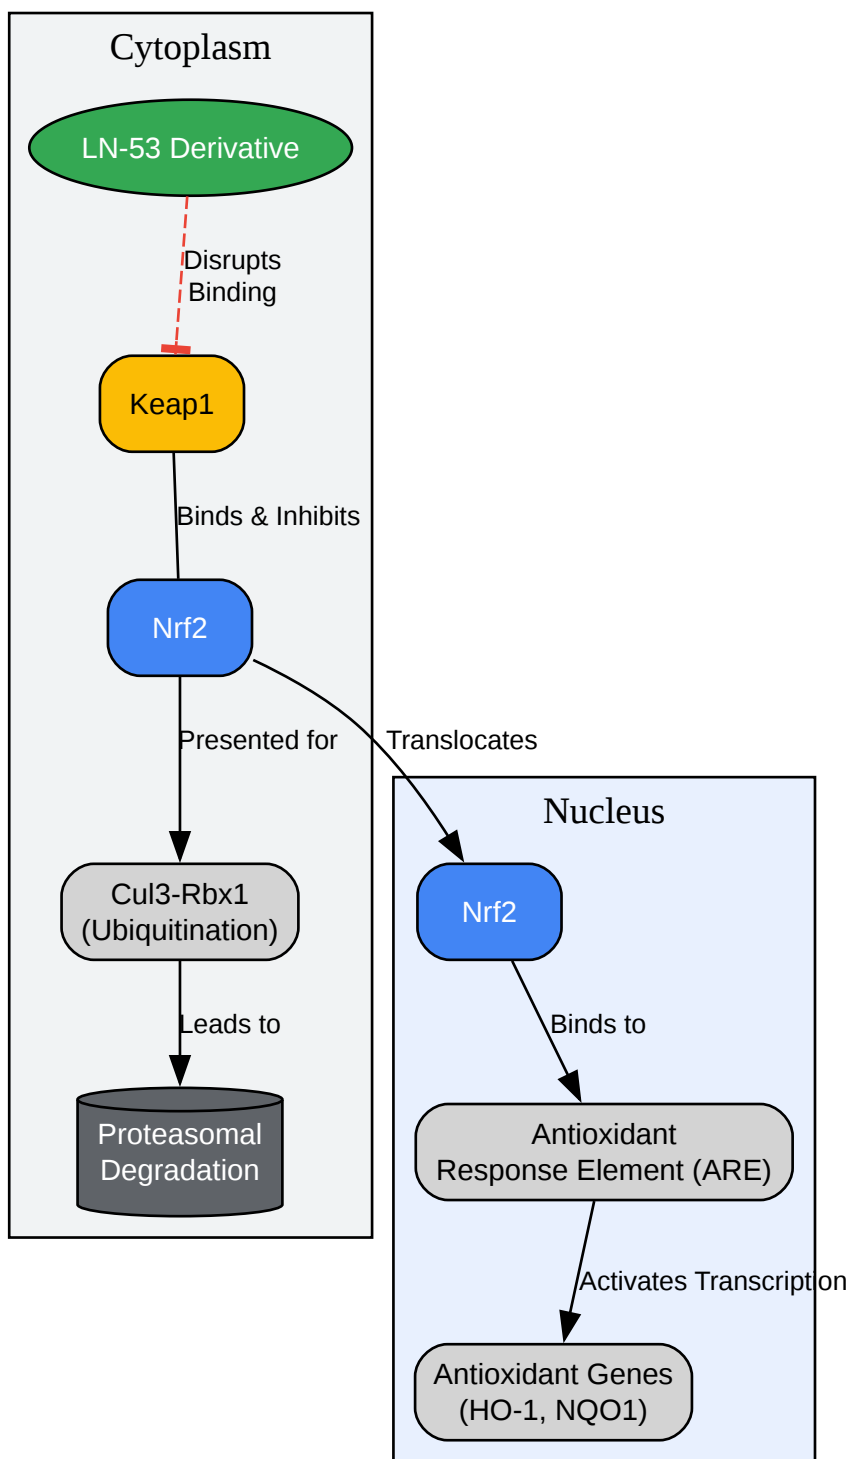 Cytoplasm
LN-53 Derivative
Disrupts
Binding
Keap1
Binds & Inhibits
Nrf2
Presented for
Translocates
Nucleus
Cul3-Rbx1
(Ubiquitination)
Nrf2
Leads to
Binds to
Proteasomal
Degradation
Antioxidant
Response Element (ARE)
Activates Transcription
Antioxidant Genes
(HO-1, NQO1)